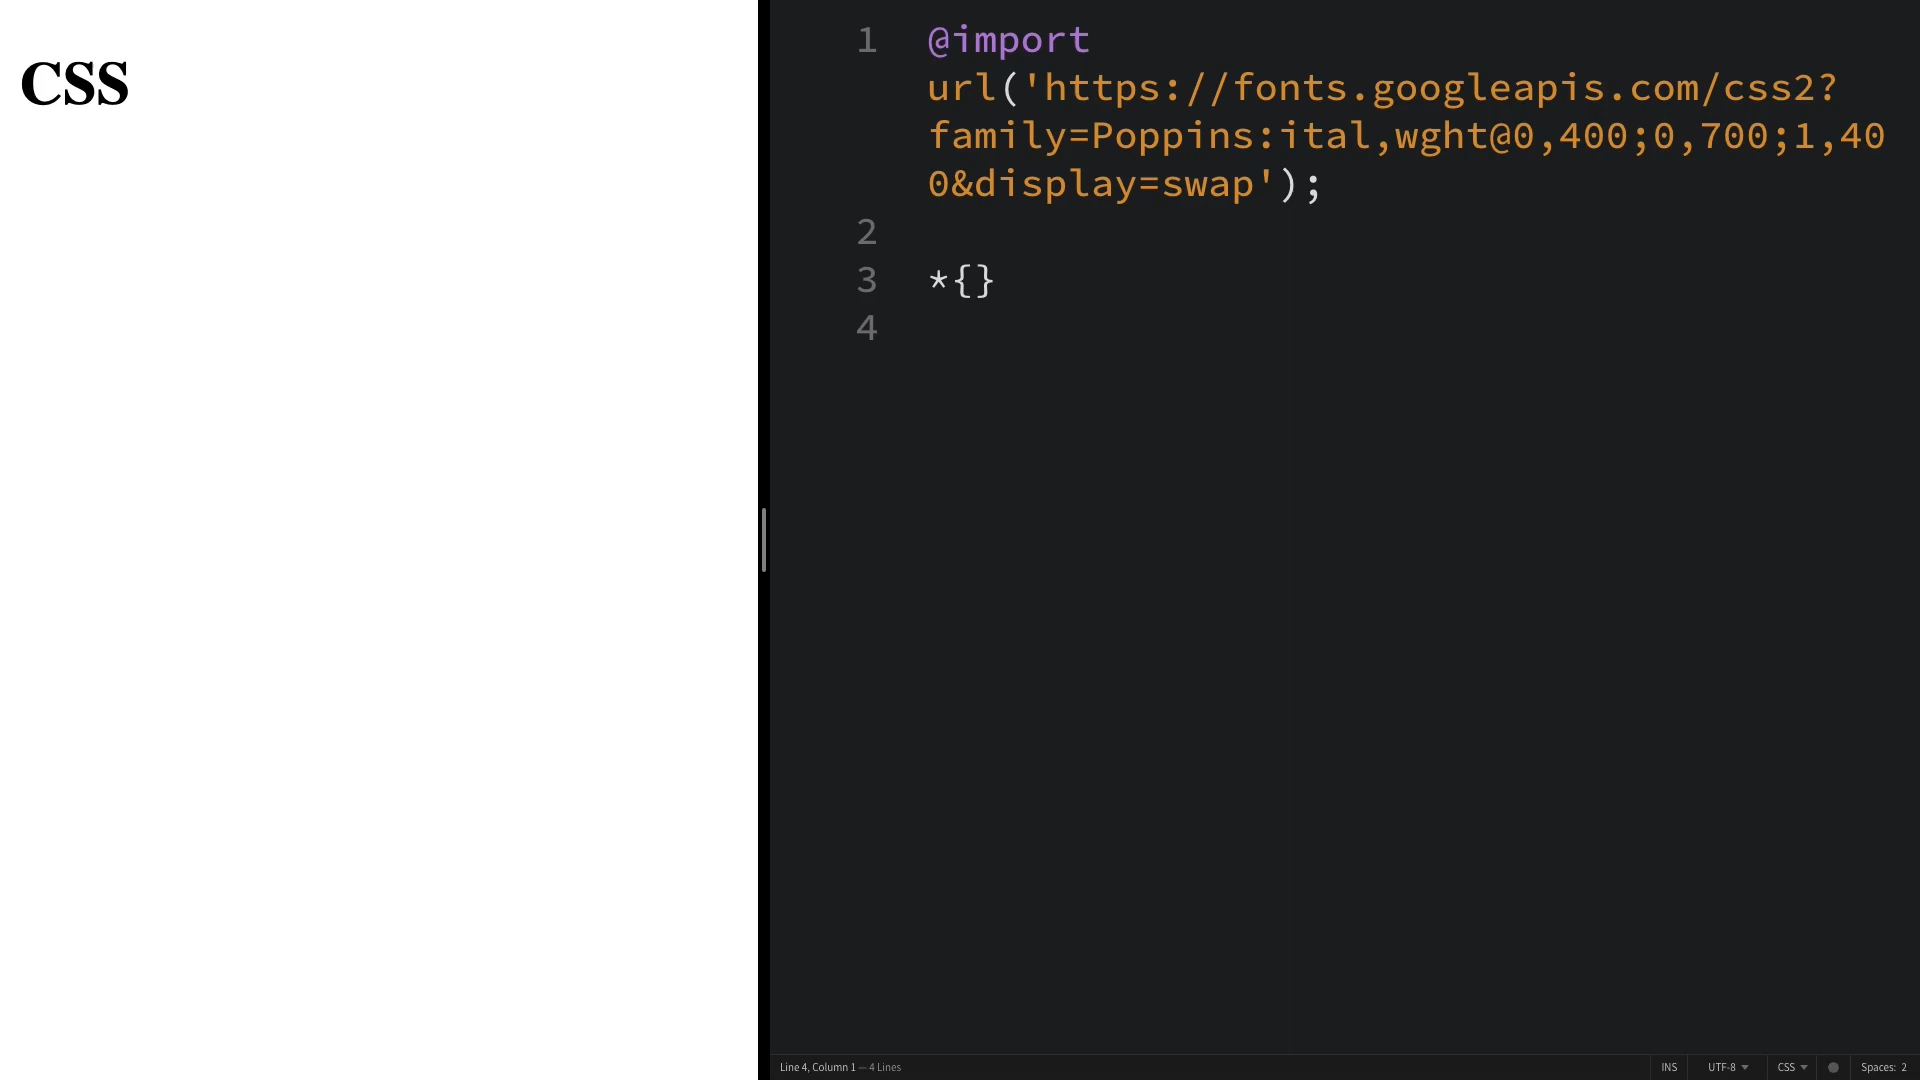 CSS
1 @import
url('https://fonts.googleapis.com/css2?
family=Poppins:ital,wght@0,400;0,700;1,40
0&display=swap');
2
3 *{}
4
Line 4, Column 1 — 4 Lines
INS UTF-8 CSS Spaces: 2